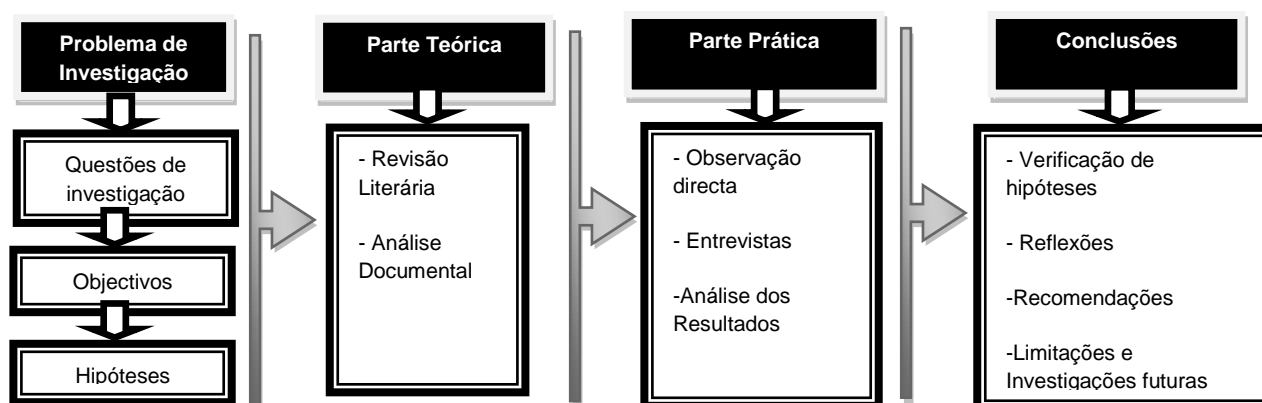 Problema de
Investigação
Questões de
investigação
Objectivos
Hipóteses
Parte Teórica
- Revisão
Literária
- Análise
Documental
Parte Prática
- Observação
directa
- Entrevistas
-Análise dos
Resultados
Conclusões
- Verificação de
hipóteses
- Reflexões
-Recomendações
-Limitações e
Investigações futuras